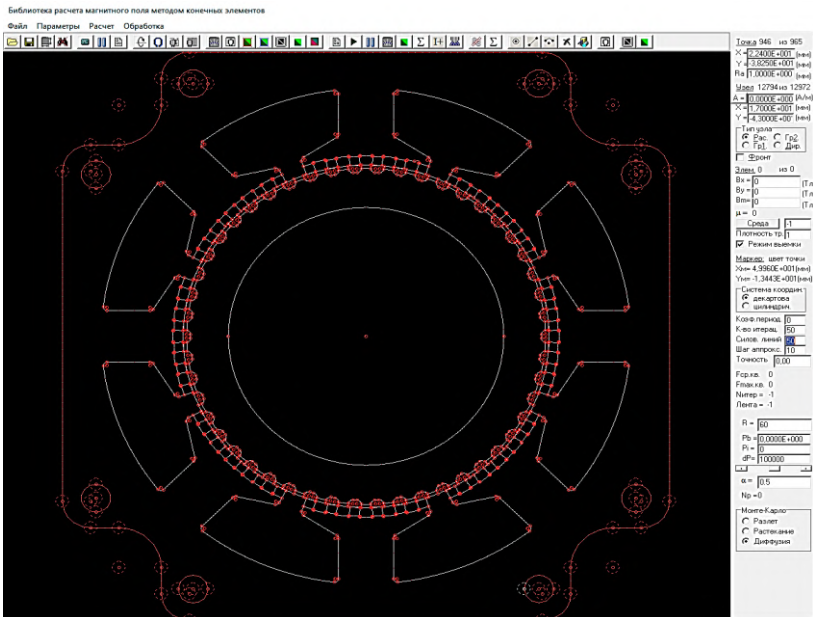 Библиотека расчета магнитного поля методом конечных элементов
Файл Параметры Расчет Обработка
Точка 946 из 965
X = 2,2400E+001 (мм)
Y = -3,8250E+001 (мм)
Ra 1,0000E+000 (мм)
Узел 12794 из 12972
A = 0,0000E+000 (А/м)
X = 1,7000E+001 (мм)
Y = -4,3000E+00 (мм)
Тип узла
Рас. Гр2
Гр1. Дир.
Фронт
Элем. 0 из 0
Bx = 0 (Тл
By = 0 (Тл
Bm= 0 (Тл
μ = 0
Среда -1
Плотность тр. 1
Режим выемки
Маркер: цвет точки
Xм= 4,9960E+001(мм)
Yм= -1,3443E+001(мм)
Система координ.
декартова
цилиндрич.
Коэф.период. 0
К-во итерац. 50
Силов. линий 50
Шаг аппрокс. 10
Точность 0,00
Fср.кв. 0
Fmax.кв. 0
Nитер = -1
Лента = -1
R = 60
Pb = 0,0000E+000
Pi = 0
dP= 100000
α = 0.5
Np =0
Монте-Карло
Разлет
Растекание
Диффузия